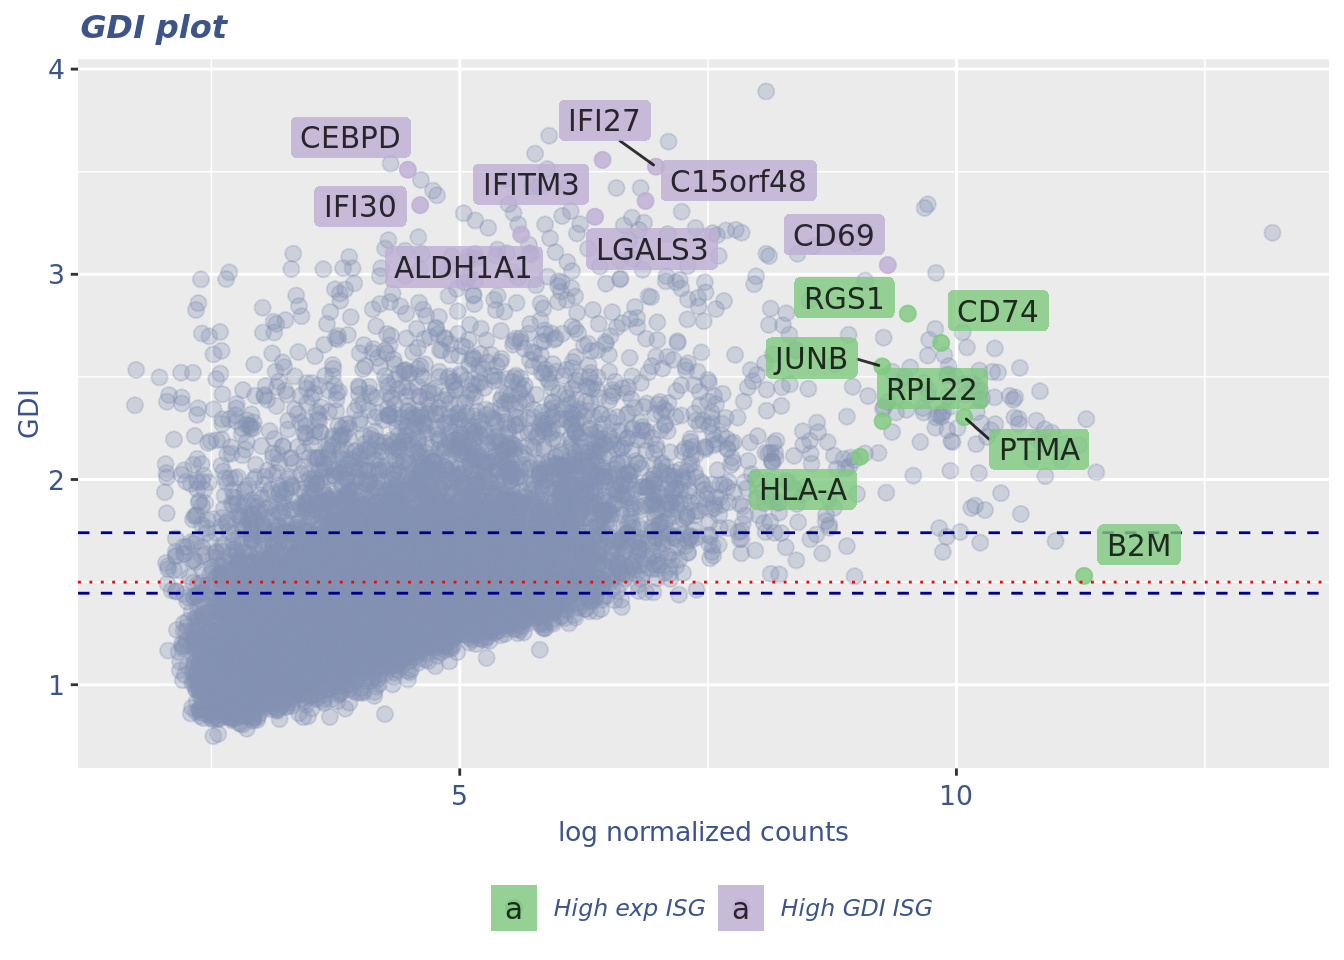 GDI plot
4
IFI27
CEBPD
C15orf48
IFITM3
IFI30
CD69
LGALS3
ALDH1A1
3
RGS1
CD74
JUNB
RPL22
GDI
PTMA
2
HLA-A
B2M
1
5
10
log normalized counts
a High exp ISG a High GDI ISG